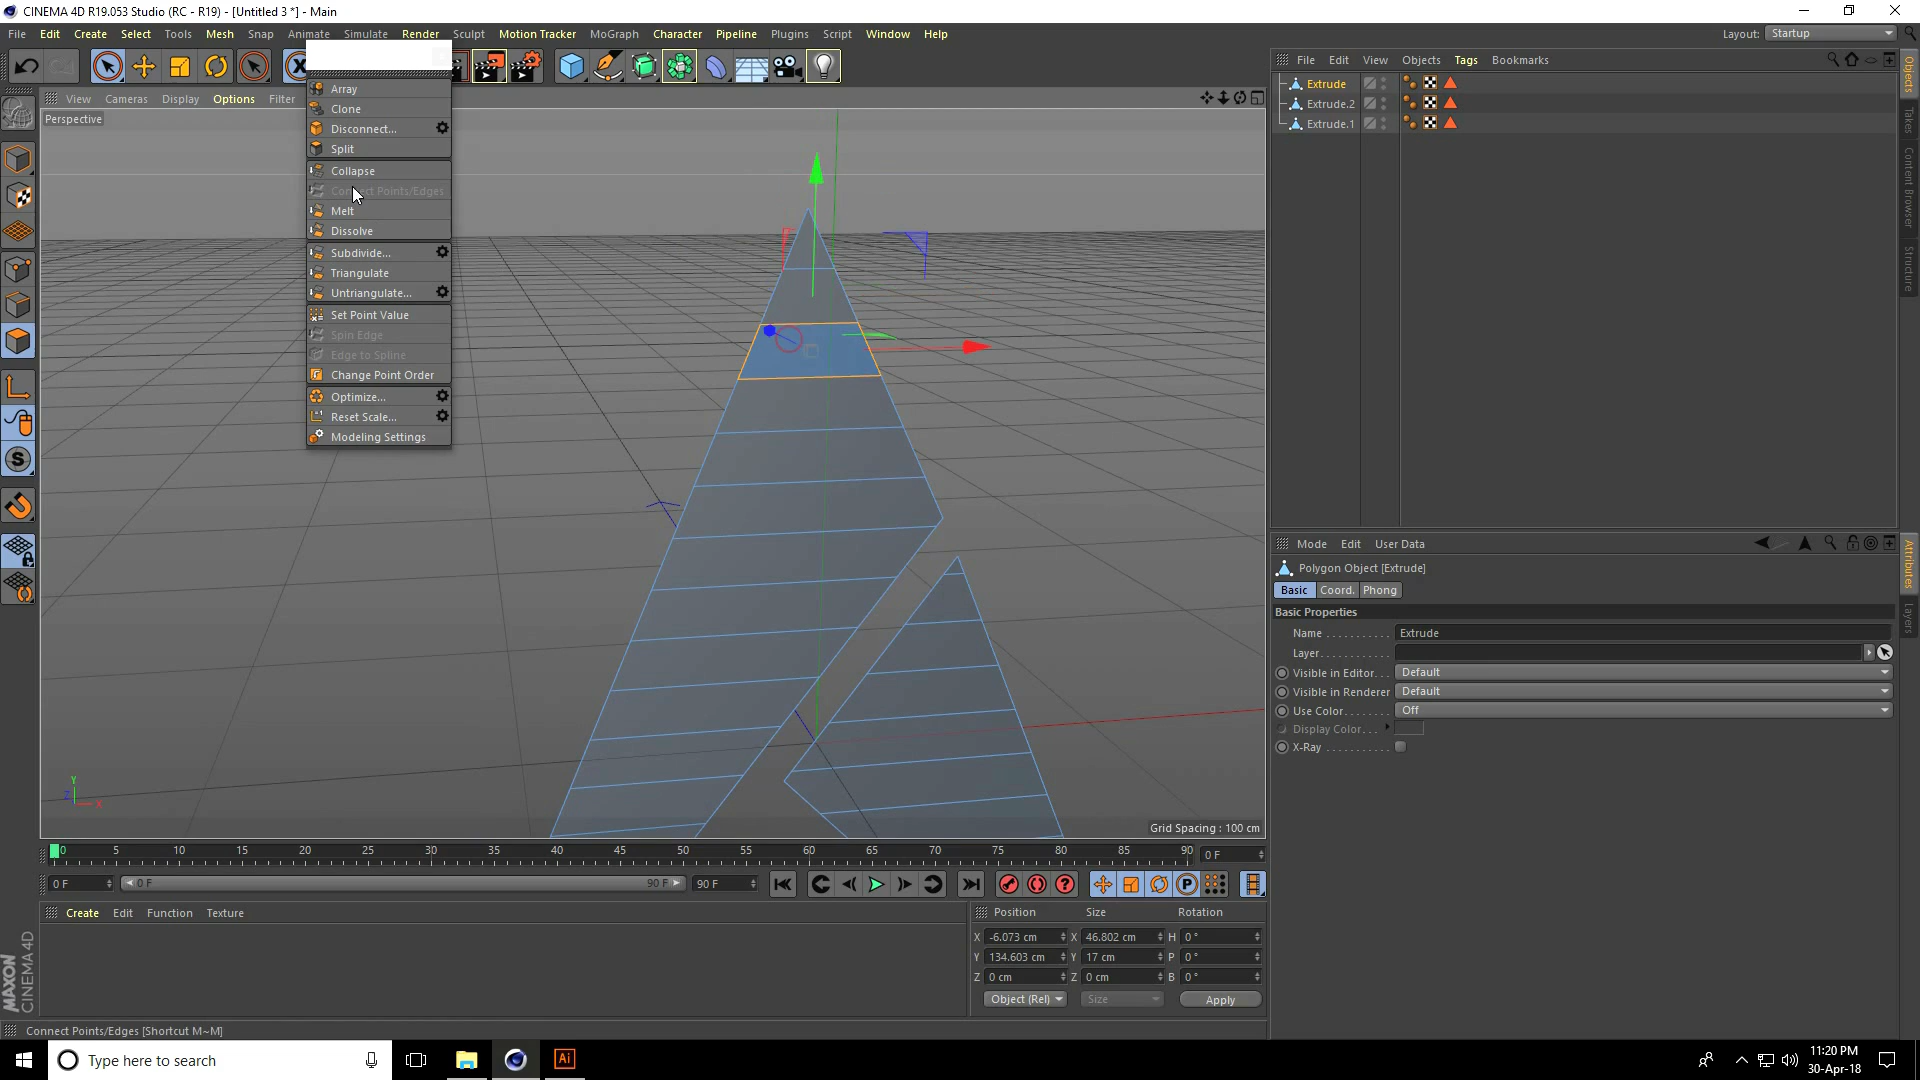 CINEMA 4D R19.053 Studio (RC - R19) - [Untitled 3 *] - Main
File Edit Create Select Tools Mesh Snap Animate Simulate Render Sculpt Motion Tracker MoGraph Character Pipeline Plugins Script Window Help
Layout: Startup
View Cameras Display Options Filter
Perspective
Array
Clone
Disconnect...
Split
Collapse
Connect Points/Edges
Melt
Dissolve
Subdivide...
Triangulate
Untriangulate...
Set Point Value
Spin Edge
Edge to Spline
Change Point Order
Optimize...
Reset Scale...
Modeling Settings
Y
Z X
Grid Spacing : 100 cm
File Edit View Objects Tags Bookmarks
Extrude
Extrude.2
Extrude.1
Objects
Takes
Content Browser
Structure
Mode Edit User Data
Polygon Object [Extrude]
Basic Coord. Phong
Basic Properties
Name . . . . . . . . . . . Extrude
Layer. . . . . . . . . . . .
Visible in Editor. . . Default
Visible in Renderer Default
Use Color. . . . . . . . Off
Display Color. . .
X-Ray . . . . . . . . . . .
Attributes
Layers
0 5 10 15 20 25 30 35 40 45 50 55 60 65 70 75 80 85 90
0 F
0 F 0 F 90 F 90 F
Create Edit Function Texture
Position Size Rotation
X -6.073 cm X 46.802 cm H 0 °
Y 134.603 cm Y 17 cm P 0 °
Z 0 cm Z 0 cm B 0 °
Object (Rel) Size Apply
MAXON
CINEMA 4D
Connect Points/Edges [Shortcut M~M]
Type here to search
Ai
11:20 PM
30-Apr-18